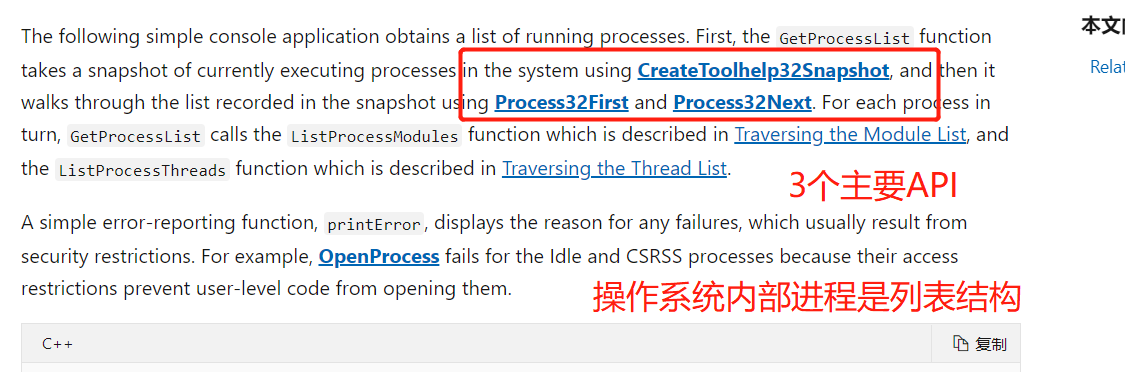 The following simple console application obtains a list of running processes. First, the GetProcessList function
takes a snapshot of currently executing processes in the system using CreateToolhelp32Snapshot, and then it
walks through the list recorded in the snapshot using Process32First and Process32Next. For each process in
turn, GetProcessList calls the ListProcessModules function which is described in Traversing the Module List, and
the ListProcessThreads function which is described in Traversing the Thread List.
3个主要API
A simple error-reporting function, printError, displays the reason for any failures, which usually result from
security restrictions. For example, OpenProcess fails for the Idle and CSRSS processes because their access
restrictions prevent user-level code from opening them.
操作系统内部进程是列表结构
C++
复制
本文
Relat